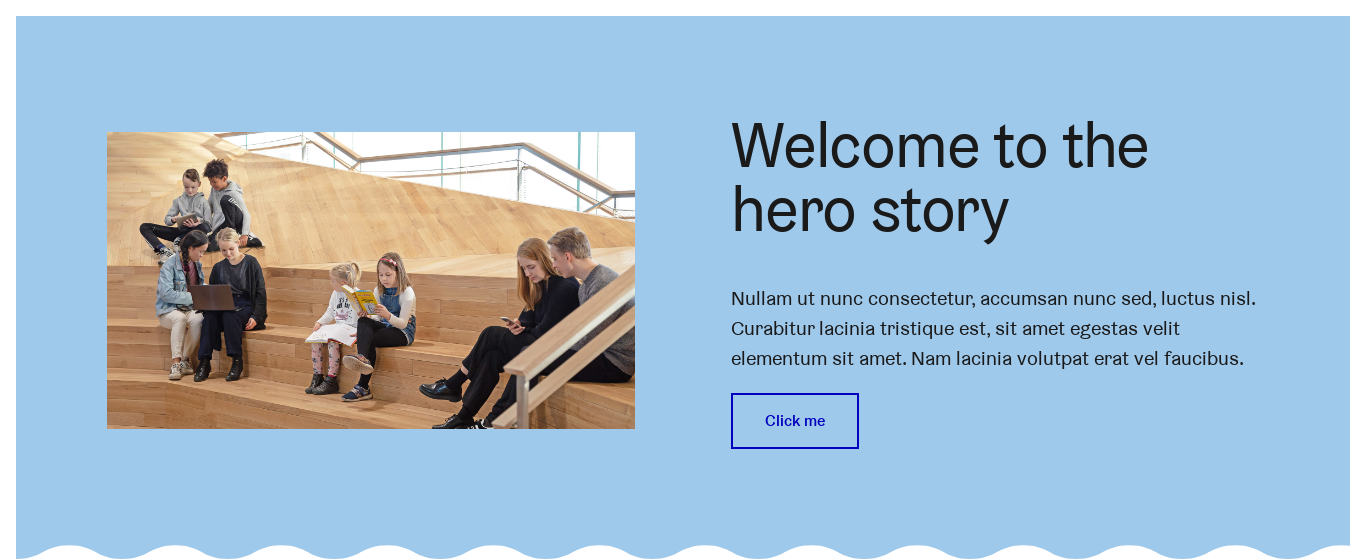 Welcome to the
hero story
Nullam ut nunc consectetur, accumsan nunc sed, luctus nisl.
Curabitur lacinia tristique est, sit amet egestas velit
elementum sit amet. Nam lacinia volutpat erat vel faucibus.
Click me